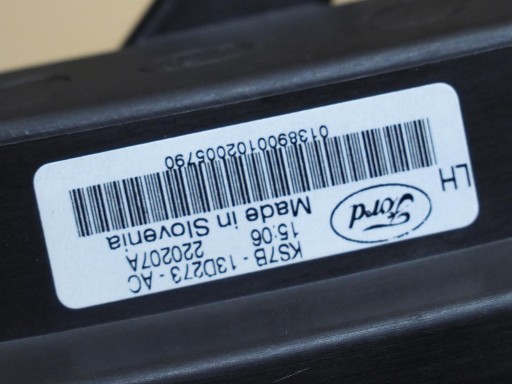 LH
Ford
KS7B - 13D273 - AC
15:06 220207A
Made in Slovenia
0138900102005790